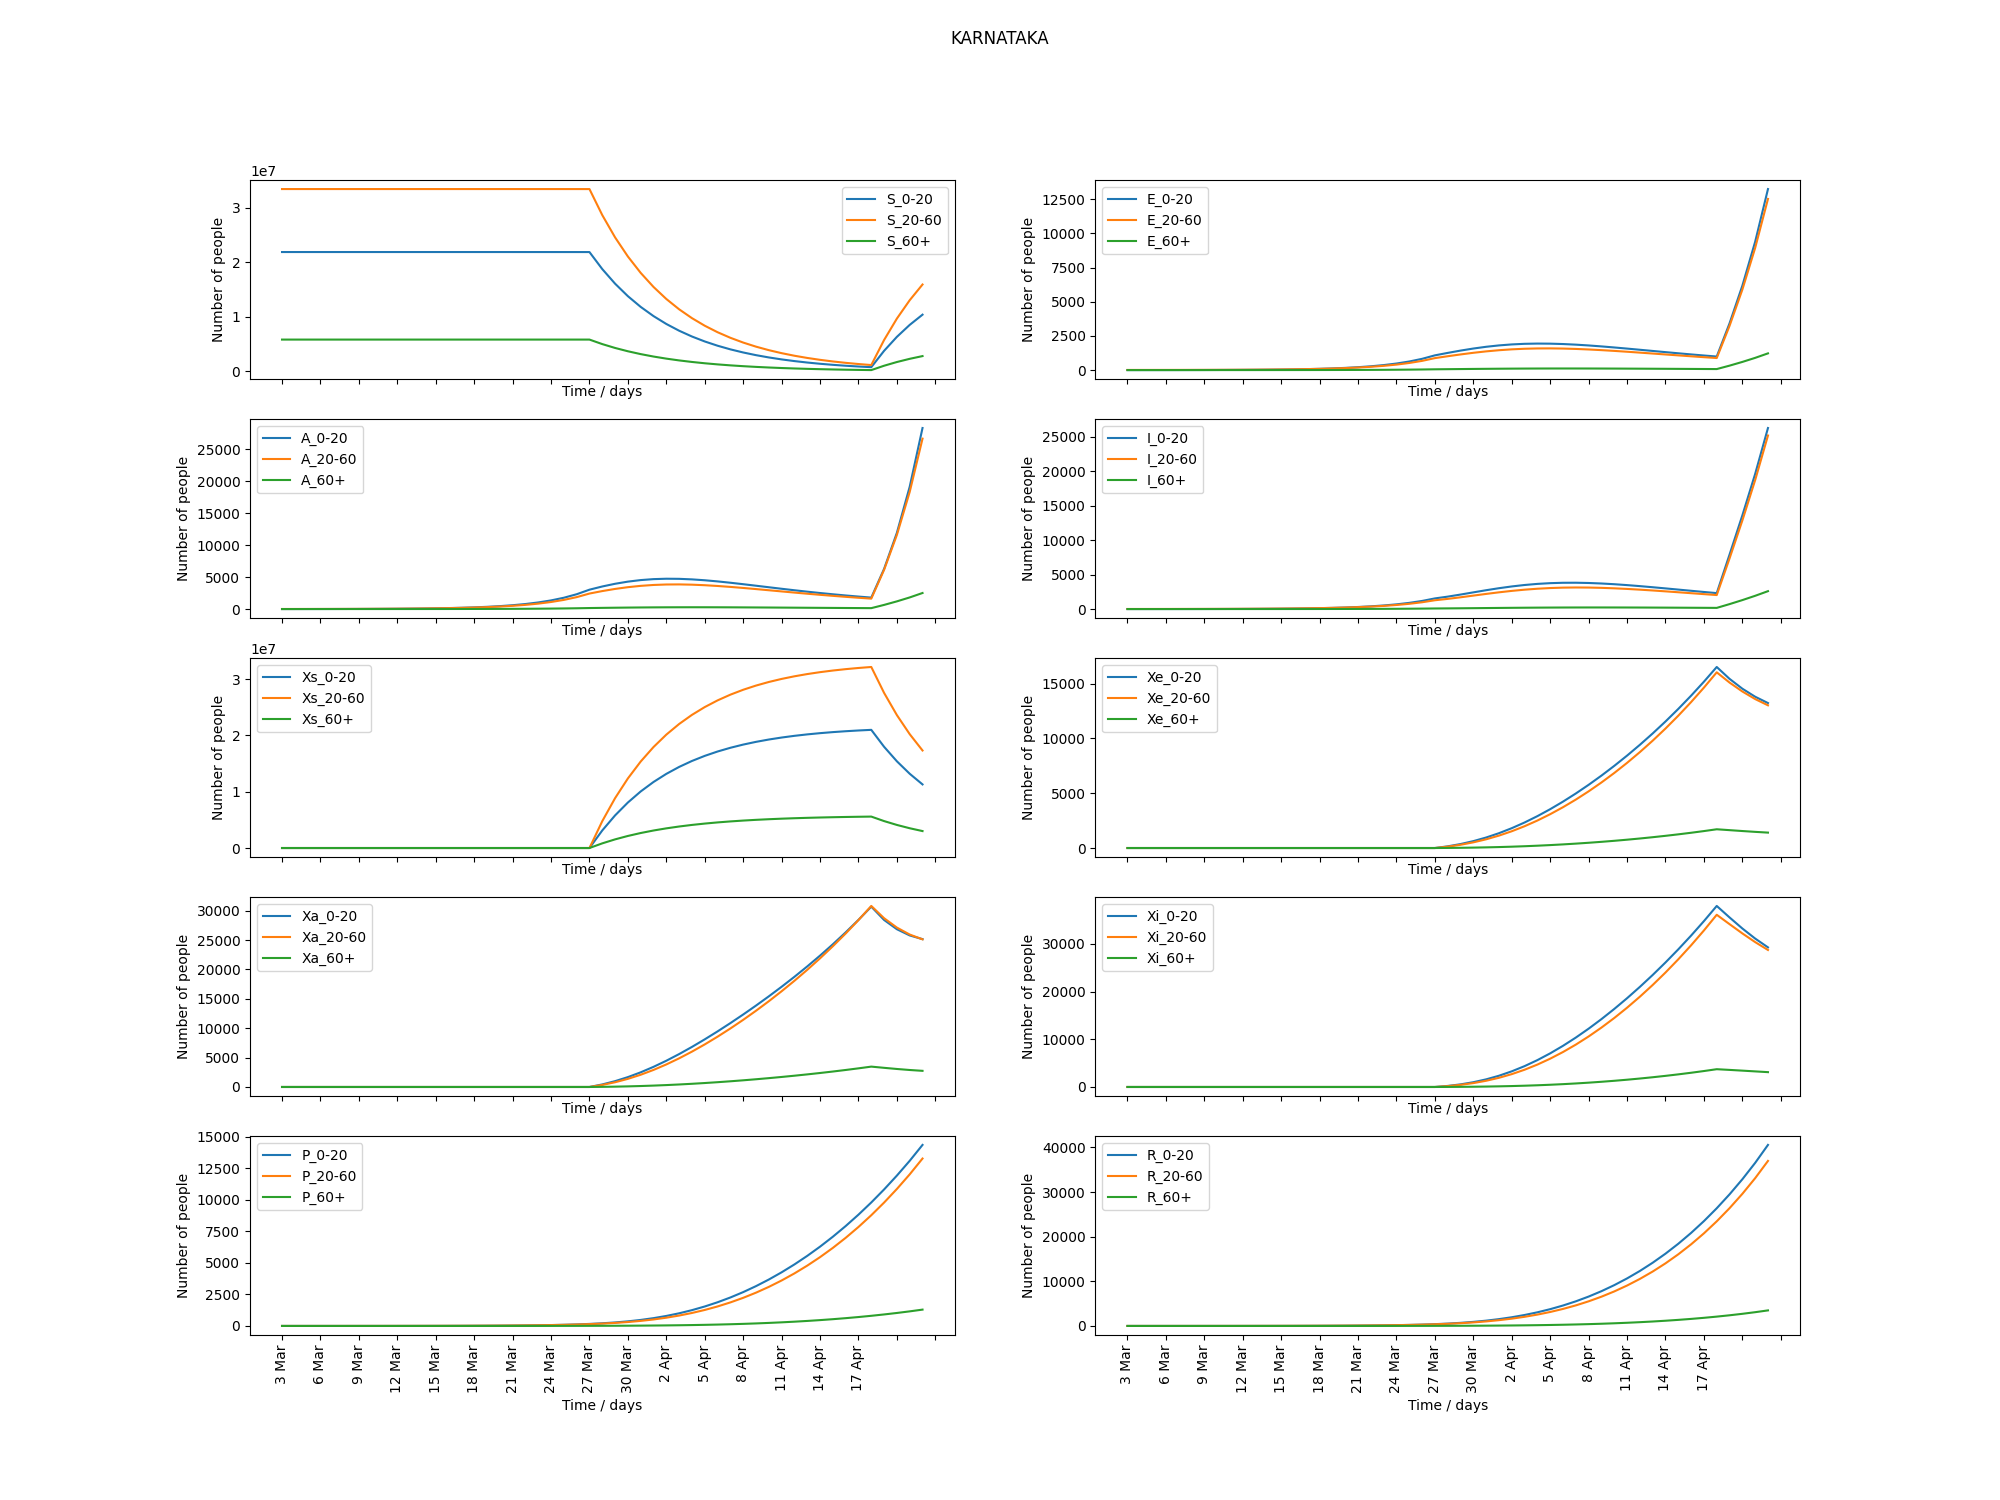 KARNATAKA
1e7
Number of people
3
2
1
0
S_0-20
S_20-60
S_60+
Time / days
Number of people
12500
10000
7500
5000
2500
0
E_0-20
E_20-60
E_60+
Time / days
Number of people
25000
20000
15000
10000
5000
0
A_0-20
A_20-60
A_60+
Time / days
Number of people
25000
20000
15000
10000
5000
0
I_0-20
I_20-60
I_60+
Time / days
1e7
Number of people
3
2
1
0
Xs_0-20
Xs_20-60
Xs_60+
Time / days
Number of people
15000
10000
5000
0
Xe_0-20
Xe_20-60
Xe_60+
Time / days
Number of people
30000
25000
20000
15000
10000
5000
0
Xa_0-20
Xa_20-60
Xa_60+
Time / days
Number of people
30000
20000
10000
0
Xi_0-20
Xi_20-60
Xi_60+
Time / days
Number of people
15000
12500
10000
7500
5000
2500
0
P_0-20
P_20-60
P_60+
3 Mar
6 Mar
9 Mar
12 Mar
15 Mar
18 Mar
21 Mar
24 Mar
27 Mar
30 Mar
2 Apr
5 Apr
8 Apr
11 Apr
14 Apr
17 Apr
Time / days
Number of people
40000
30000
20000
10000
0
R_0-20
R_20-60
R_60+
3 Mar
6 Mar
9 Mar
12 Mar
15 Mar
18 Mar
21 Mar
24 Mar
27 Mar
30 Mar
2 Apr
5 Apr
8 Apr
11 Apr
14 Apr
17 Apr
Time / days